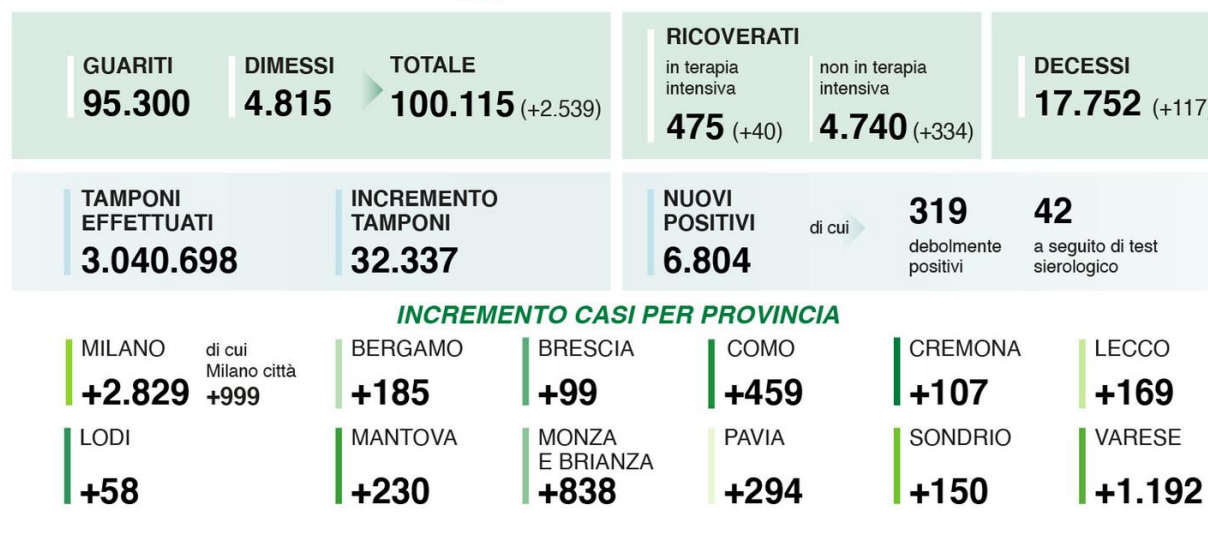 GUARITI
95.300
DIMESSI
4.815
TOTALE
100.115 (+2.539)
RICOVERATI
in terapia
intensiva
475 (+40)
non in terapia
intensiva
4.740 (+334)
DECESSI
17.752 (+117)
TAMPONI
EFFETTUATI
3.040.698
INCREMENTO
TAMPONI
32.337
NUOVI
POSITIVI
6.804
di cui
319
debolmente
positivi
42
a seguito di test
sierologico
INCREMENTO CASI PER PROVINCIA
MILANO
+2.829
di cui
Milano città
+999
BERGAMO
+185
BRESCIA
+99
COMO
+459
CREMONA
+107
LECCO
+169
LODI
+58
MANTOVA
+230
MONZA
E BRIANZA
+838
PAVIA
+294
SONDRIO
+150
VARESE
+1.192